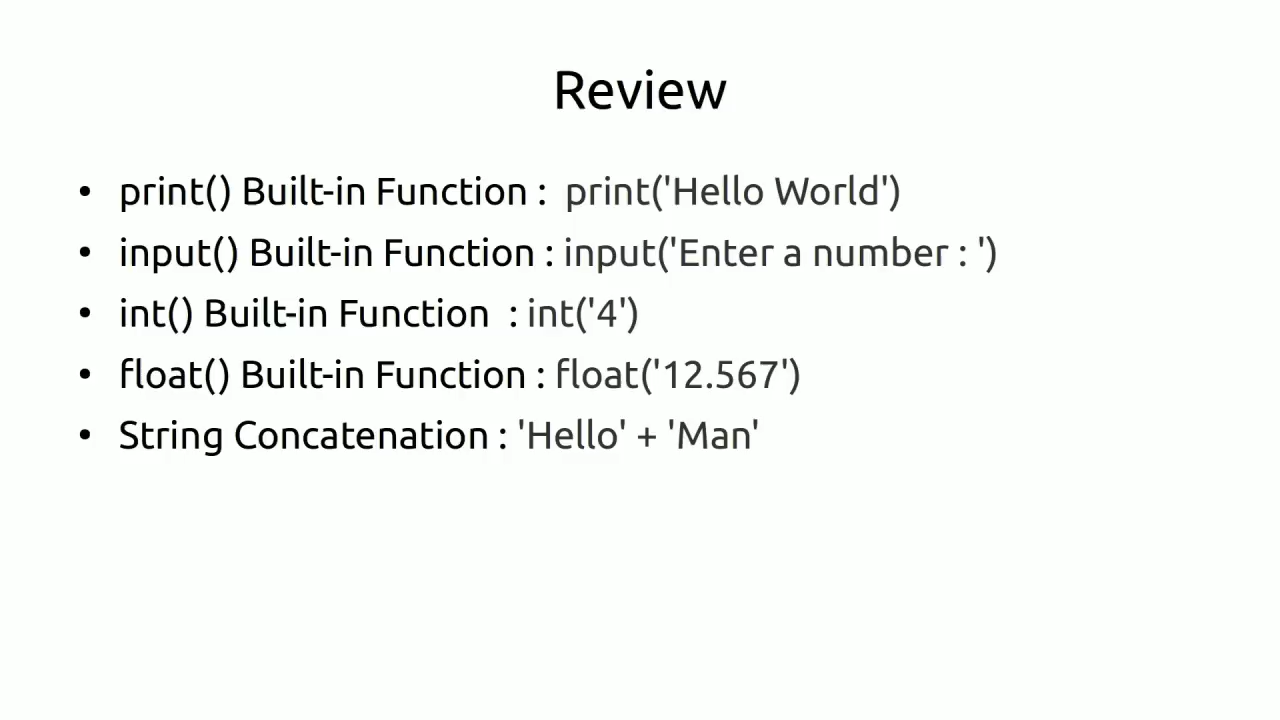 Review
• print() Built-in Function :  print('Hello World')
• input() Built-in Function : input('Enter a number : ')
• int() Built-in Function  : int('4')
• float() Built-in Function : float('12.567')
• String Concatenation : 'Hello' + 'Man'